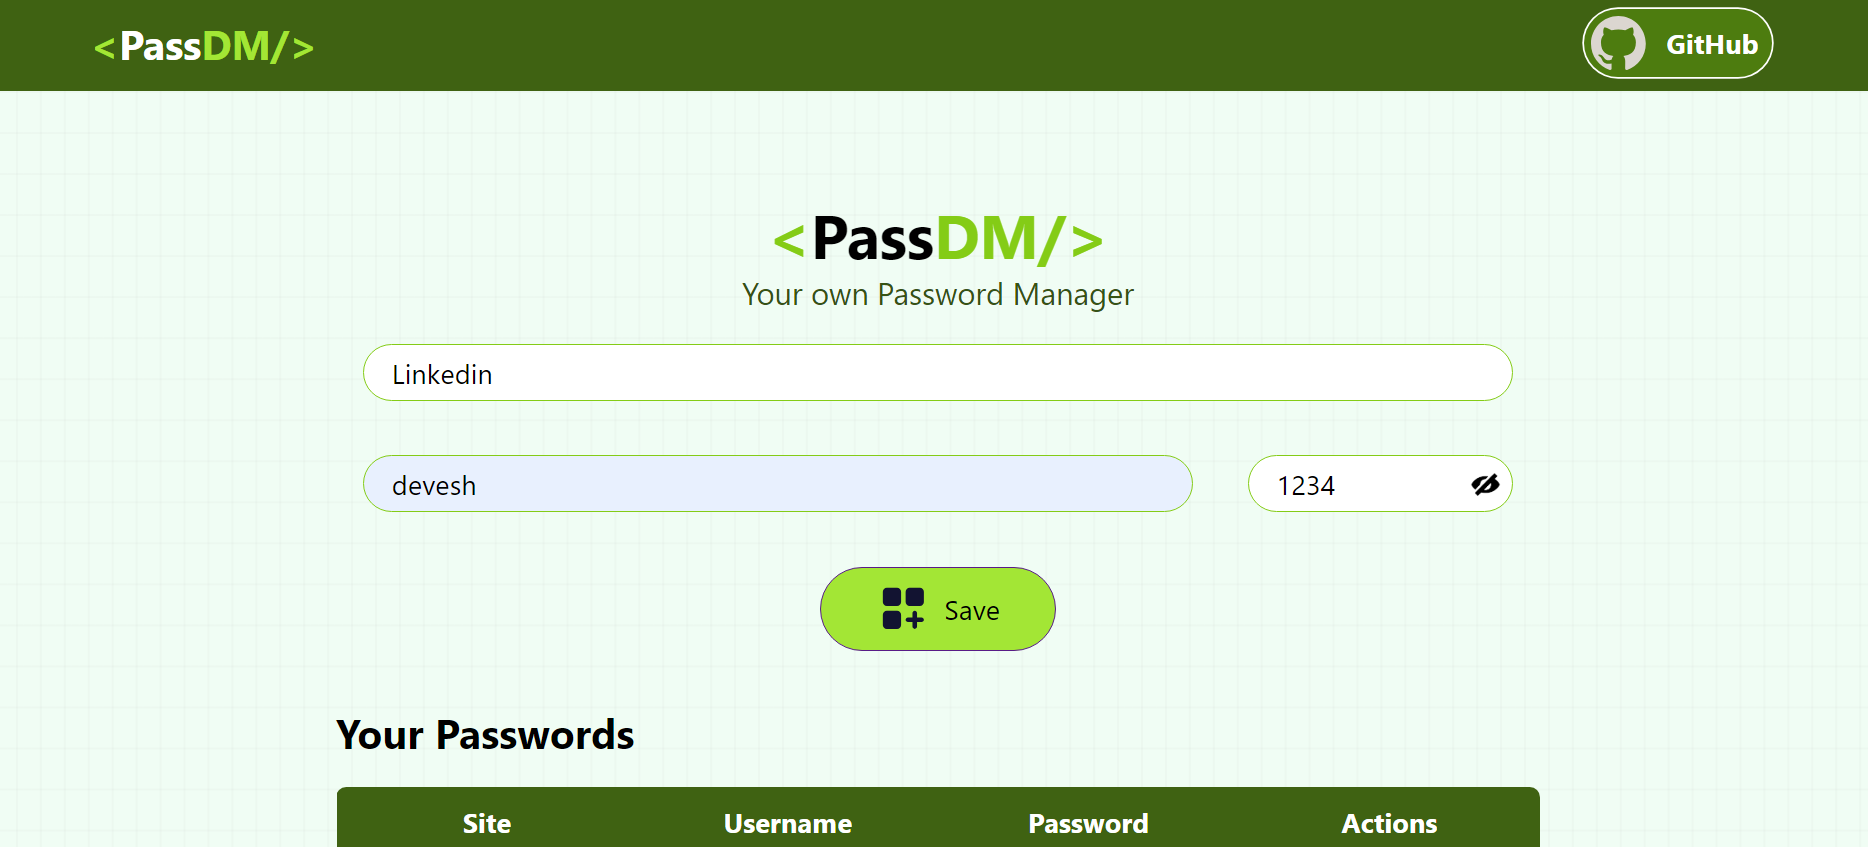 <PassDM/>
GitHub
<PassDM/>
Your own Password Manager
Linkedin
devesh 1234
Save
Your Passwords
Site Username Password Actions